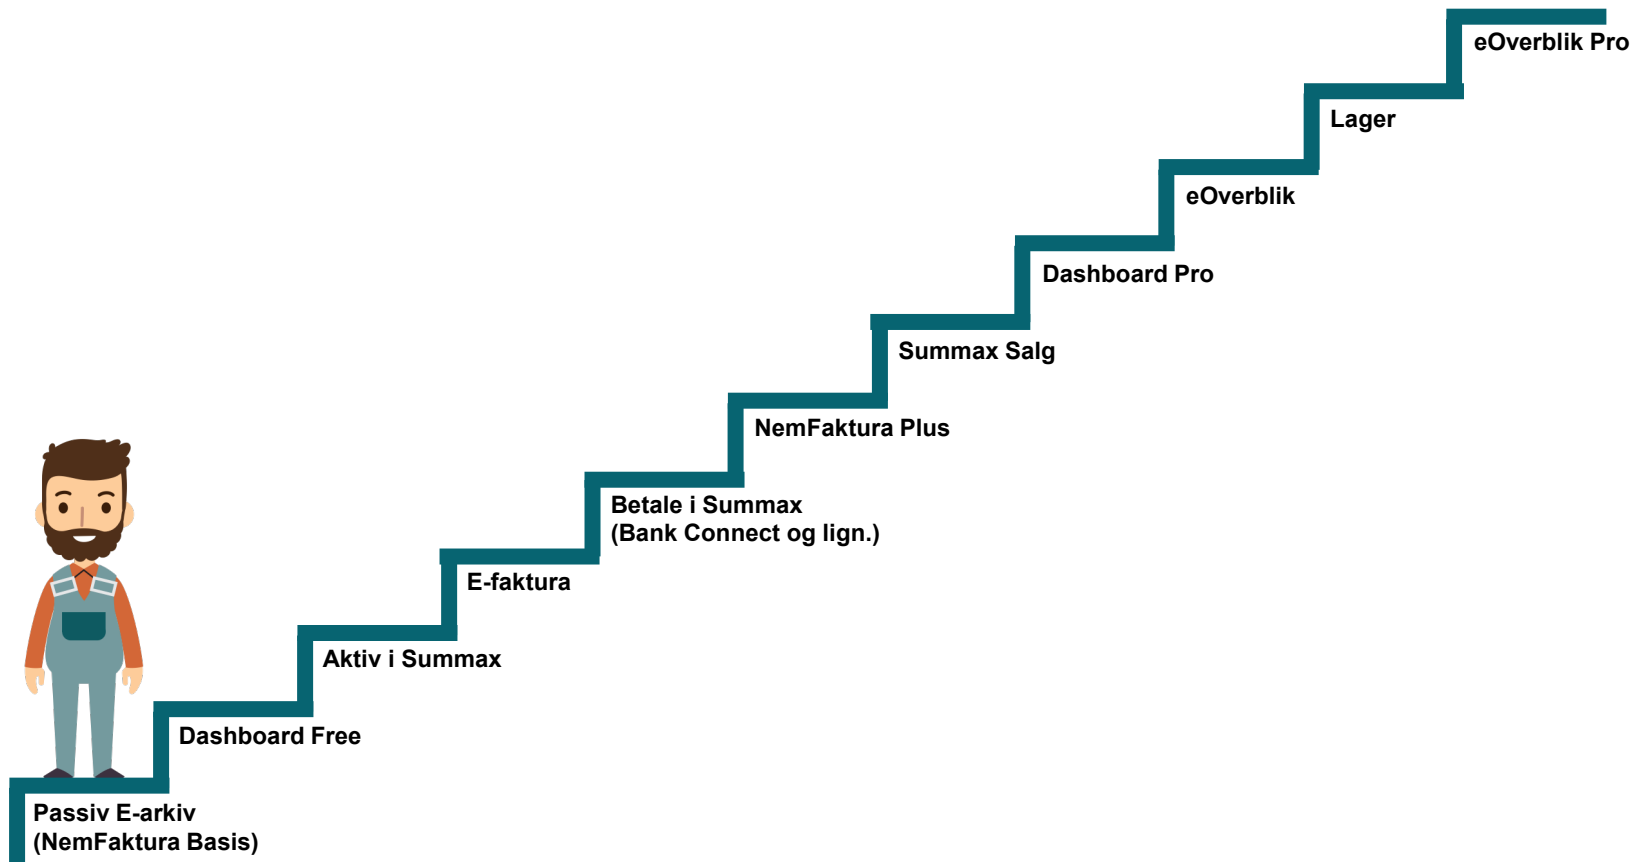 eOverblik Pro
Lager
eOverblik
Dashboard Pro
Summax Salg
NemFaktura Plus
Betale i Summax
(Bank Connect og lign.)
E-faktura
Aktiv i Summax
Dashboard Free
Passiv E-arkiv
(NemFaktura Basis)